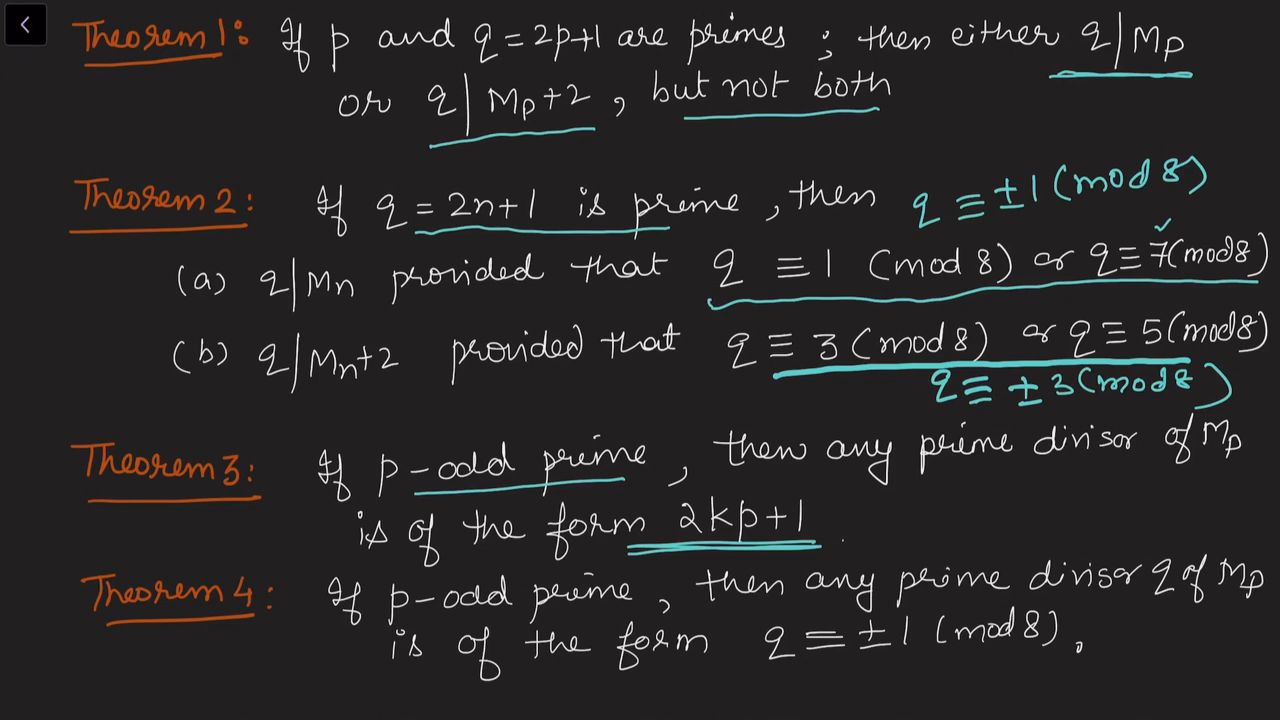 Theorem 1: If p and q = 2p+1 are primes ; then either q|Mp
or q|Mp+2 , but not both
Theorem 2: If q = 2n+1 is prime , then q ≡ ±1 (mod 8)
(a) q|Mn provided that q ≡ 1 (mod 8) or q ≡ 7 (mod 8)
(b) q|Mn+2 provided that q ≡ 3 (mod 8) or q ≡ 5 (mod 8)
q ≡ ± 3 (mod 8)
Theorem 3: If p - odd prime , then any prime divisor of Mp
is of the form 2kp+1
Theorem 4: If p-odd prime , then any prime divisor q of Mp
is of the form q ≡ ±1 (mod 8) .